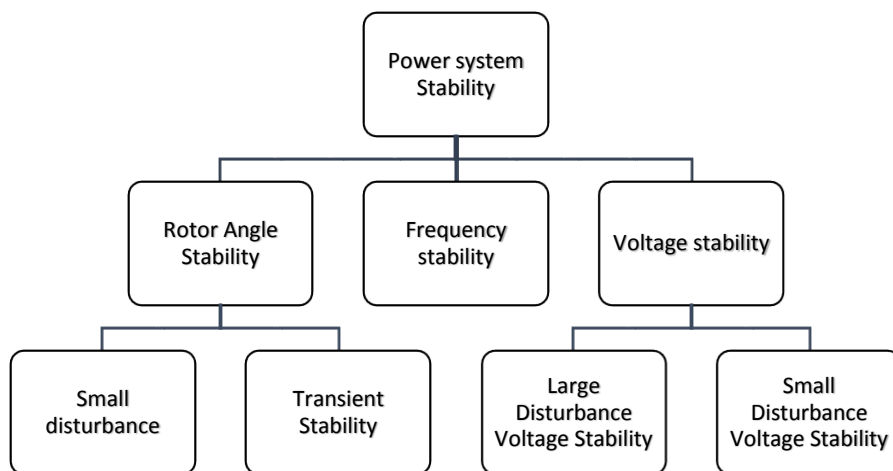 Power system
Stability
Rotor Angle
Stability
Frequency
stability
Voltage stability
Small
disturbance
Transient
Stability
Large
Disturbance
Voltage Stability
Small
Disturbance
Voltage Stability